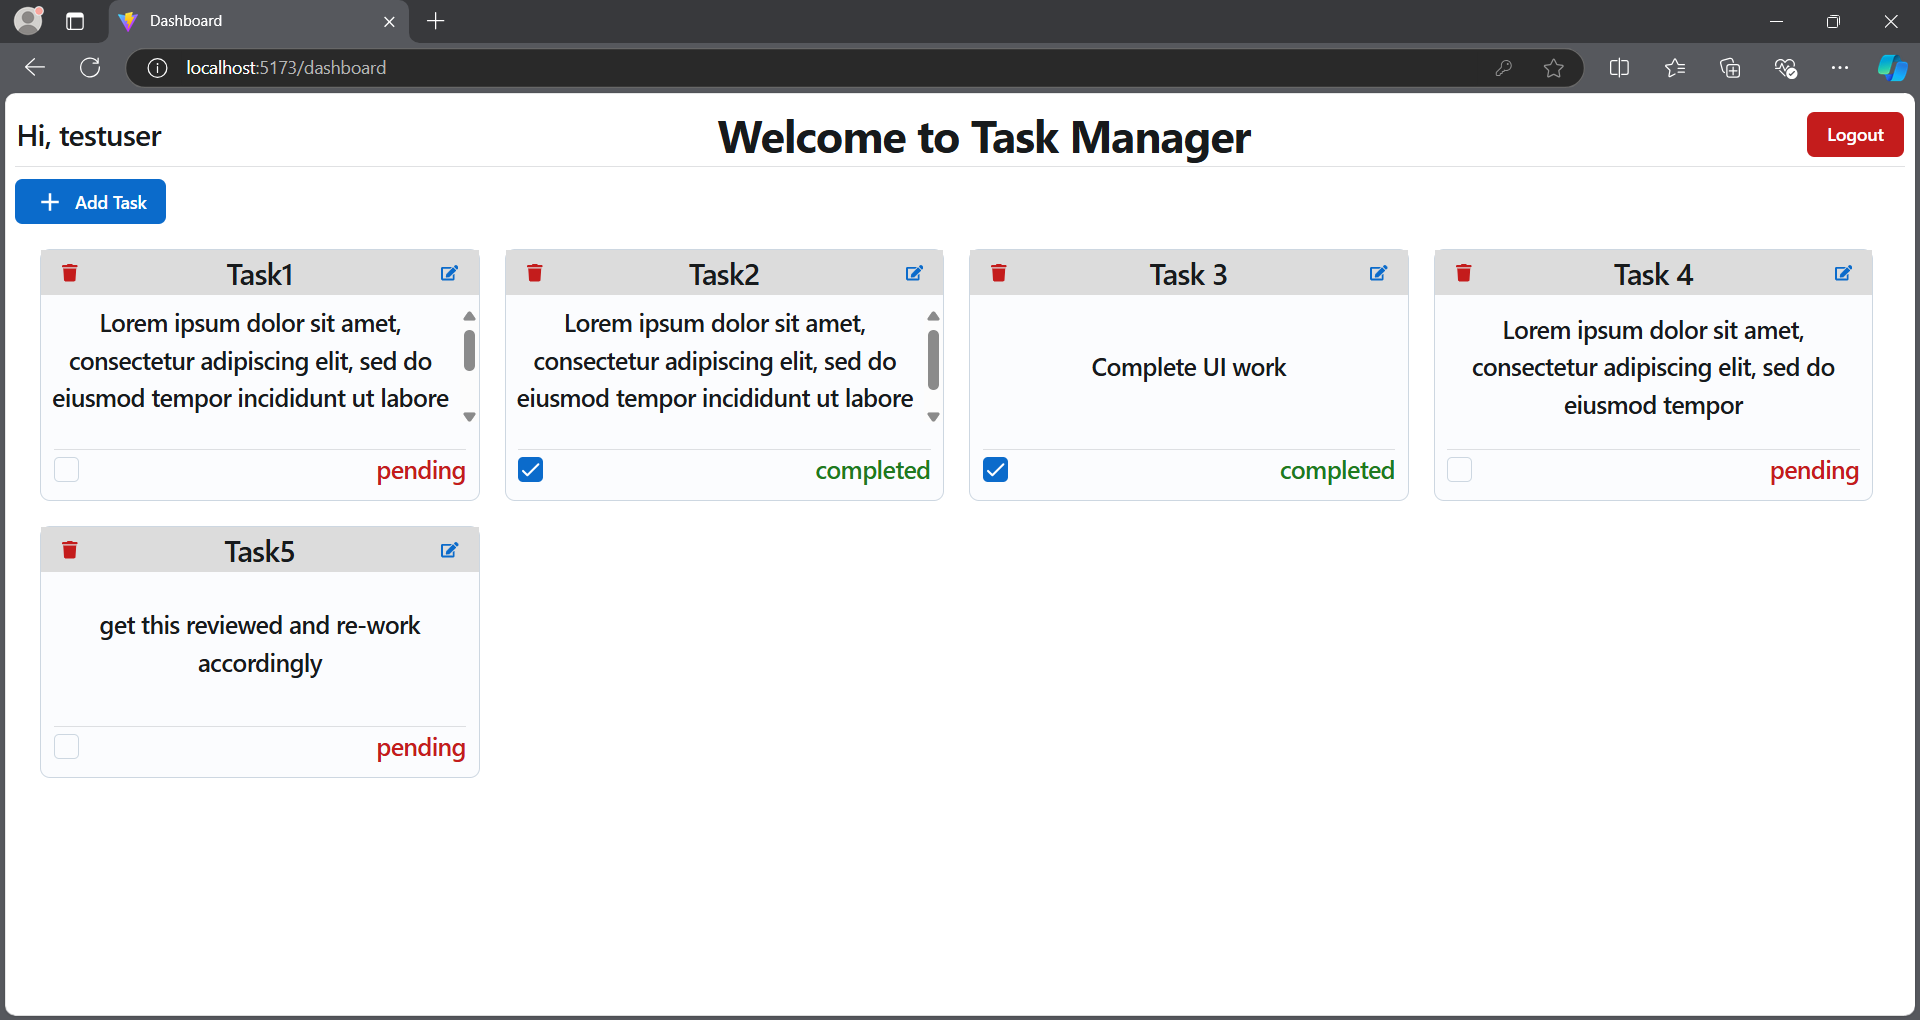 Dashboard
localhost:5173/dashboard
Hi, testuser
Welcome to Task Manager
Logout
Add Task
Task1
Lorem ipsum dolor sit amet,
consectetur adipiscing elit, sed do
eiusmod tempor incididunt ut labore
pending
Task2
Lorem ipsum dolor sit amet,
consectetur adipiscing elit, sed do
eiusmod tempor incididunt ut labore
completed
Task 3
Complete UI work
completed
Task 4
Lorem ipsum dolor sit amet,
consectetur adipiscing elit, sed do
eiusmod tempor
pending
Task5
get this reviewed and re-work
accordingly
pending